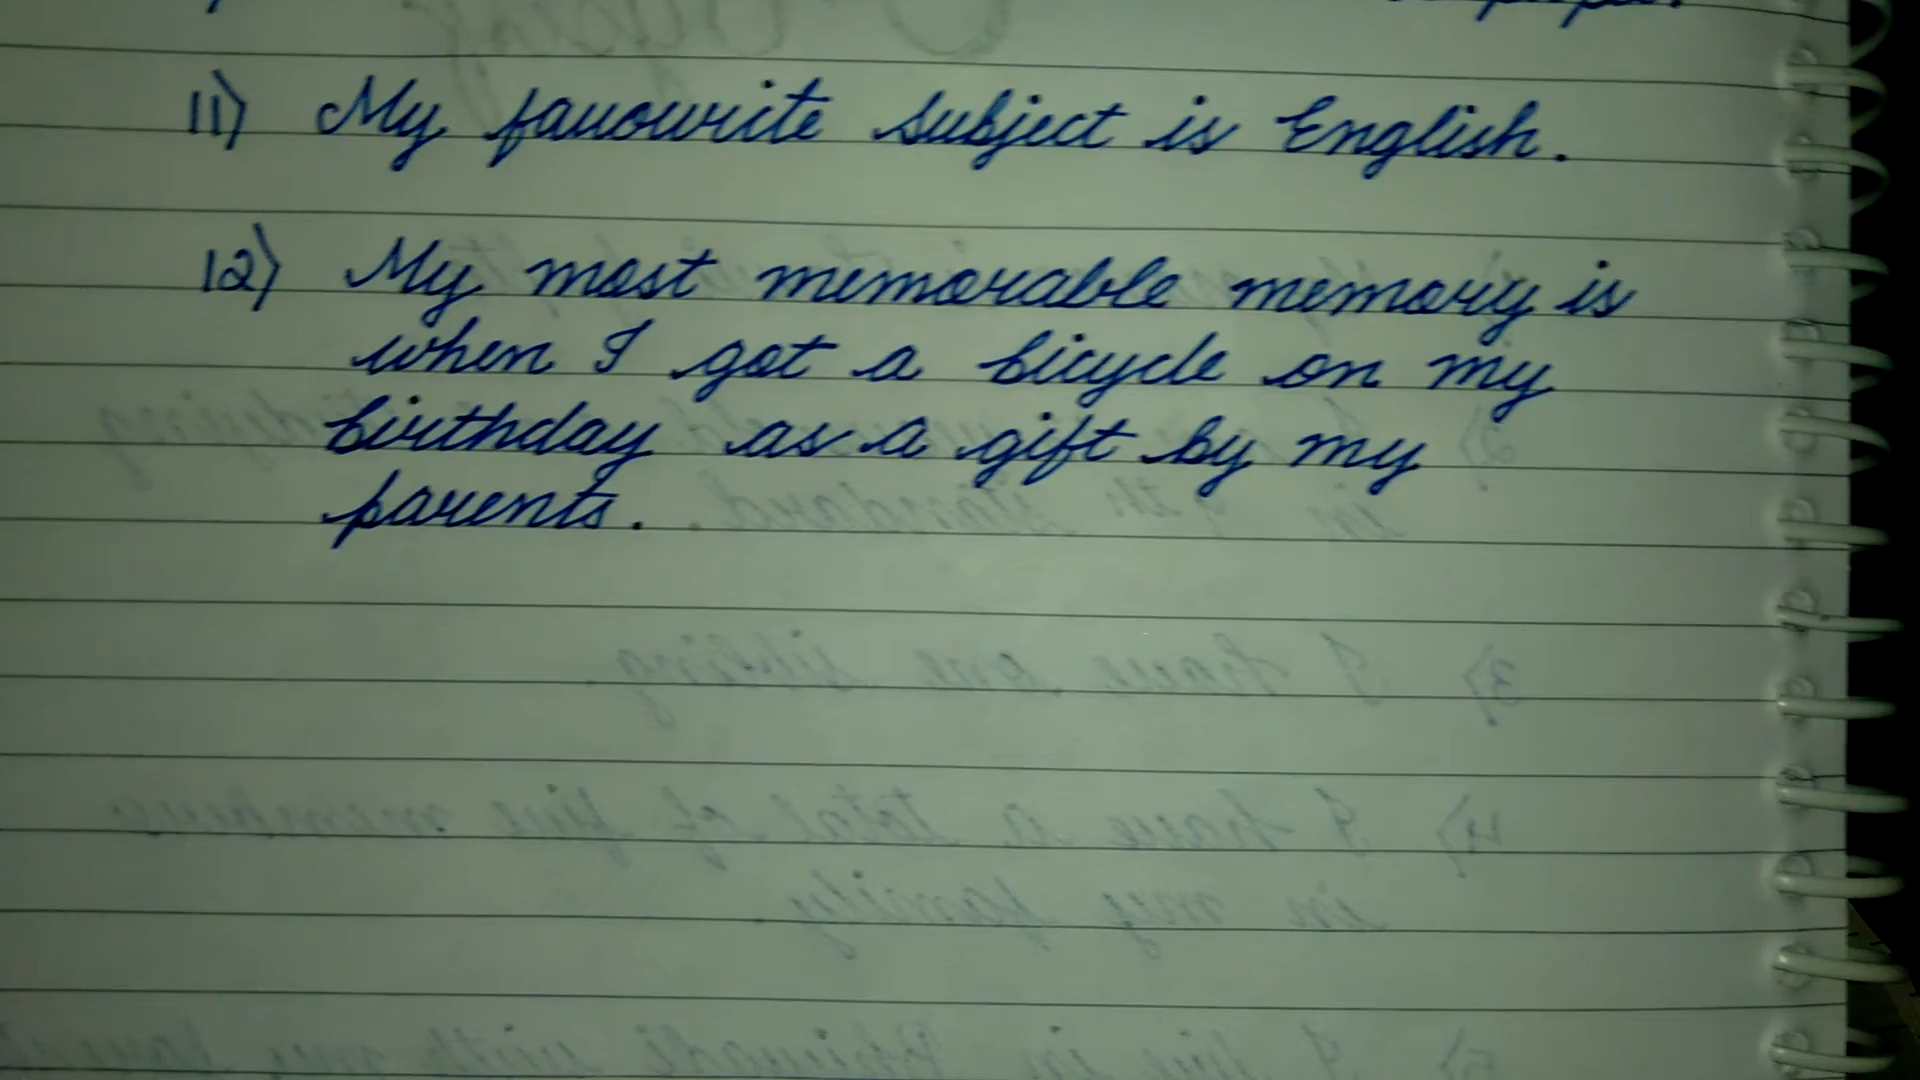 11) My favourite subject is English.
12) My most memorable memory is
when I got a bicycle on my
birthday as a gift by my
parents.